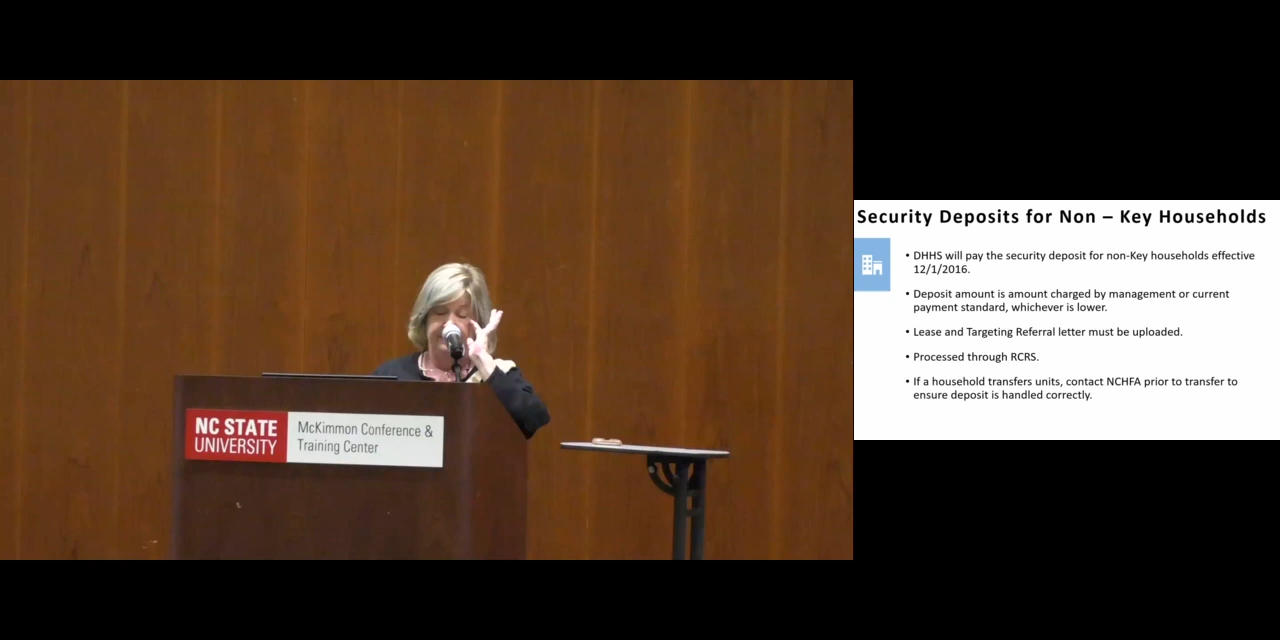 NC STATE
UNIVERSITY
McKimmon Conference &
Training Center
Security Deposits for Non – Key Households
• DHHS will pay the security deposit for non-Key households effective
12/1/2016.
• Deposit amount is amount charged by management or current
payment standard, whichever is lower.
• Lease and Targeting Referral letter must be uploaded.
• Processed through RCRS.
• If a household transfers units, contact NCHFA prior to transfer to
ensure deposit is handled correctly.